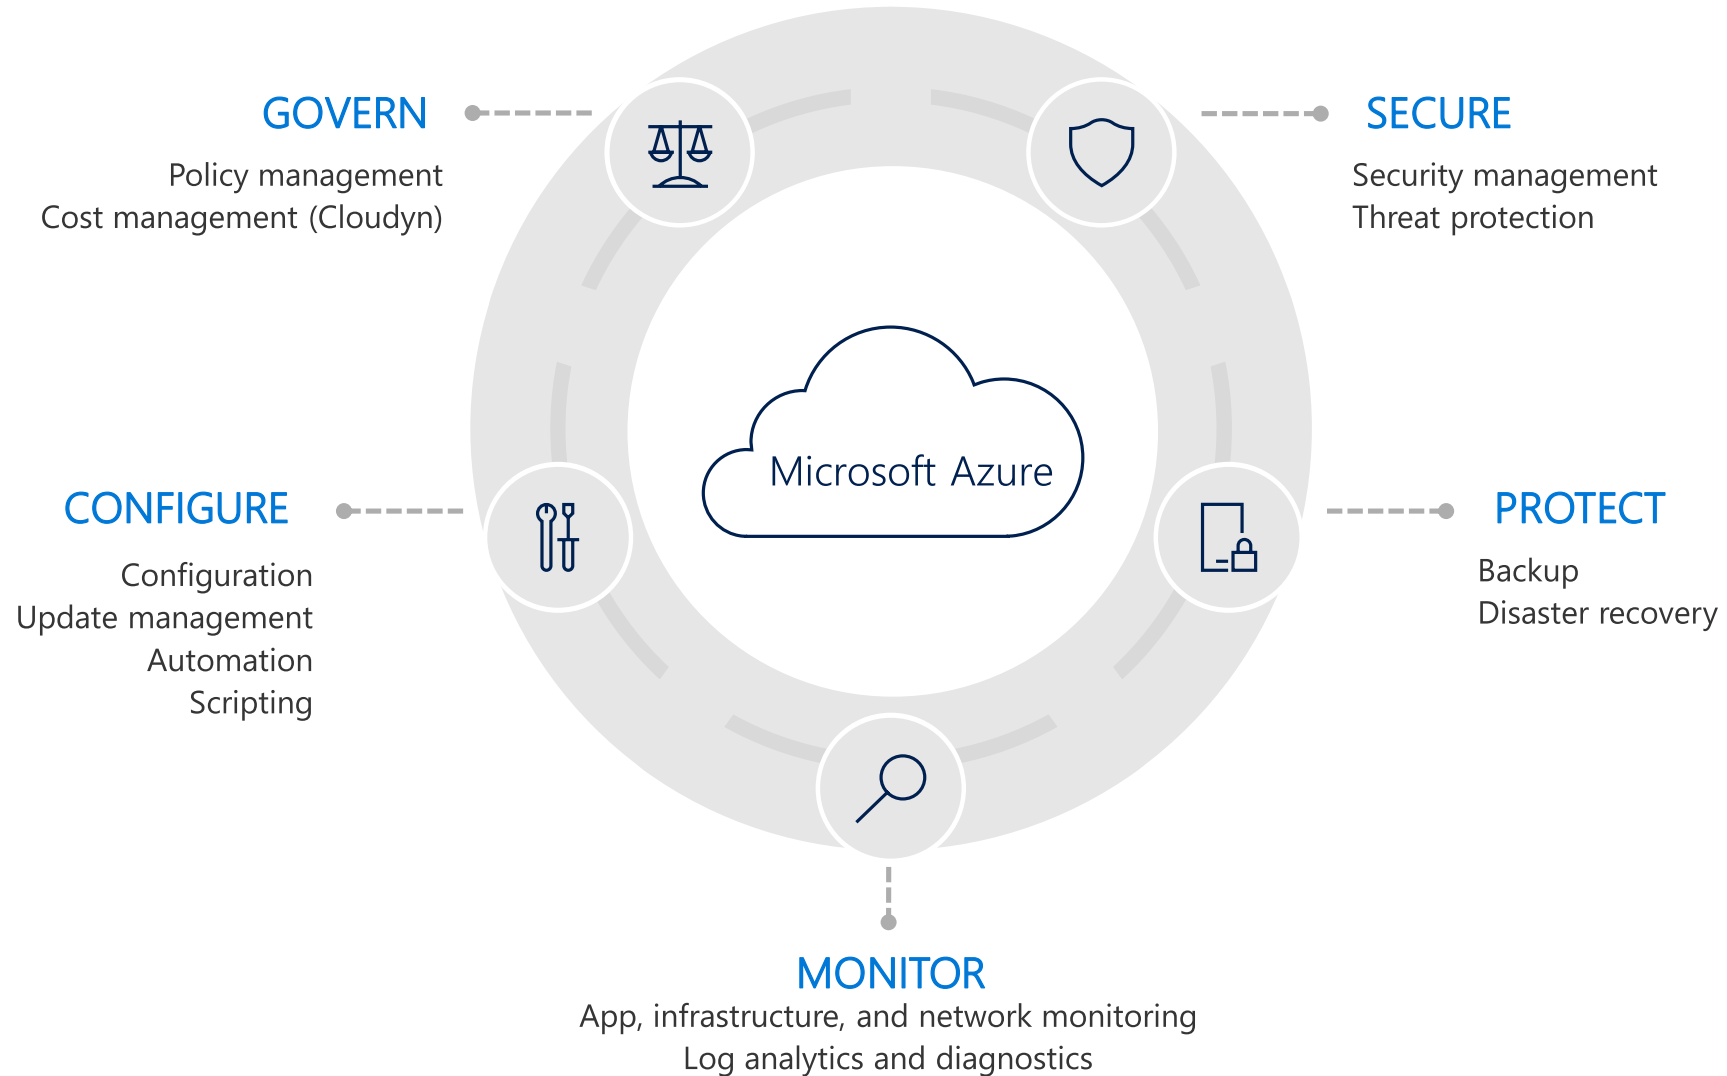 GOVERN
Policy management
Cost management (Cloudyn)
SECURE
Security management
Threat protection
Microsoft Azure
CONFIGURE
Configuration
Update management
Automation
Scripting
PROTECT
Backup
Disaster recovery
MONITOR
App, infrastructure, and network monitoring
Log analytics and diagnostics